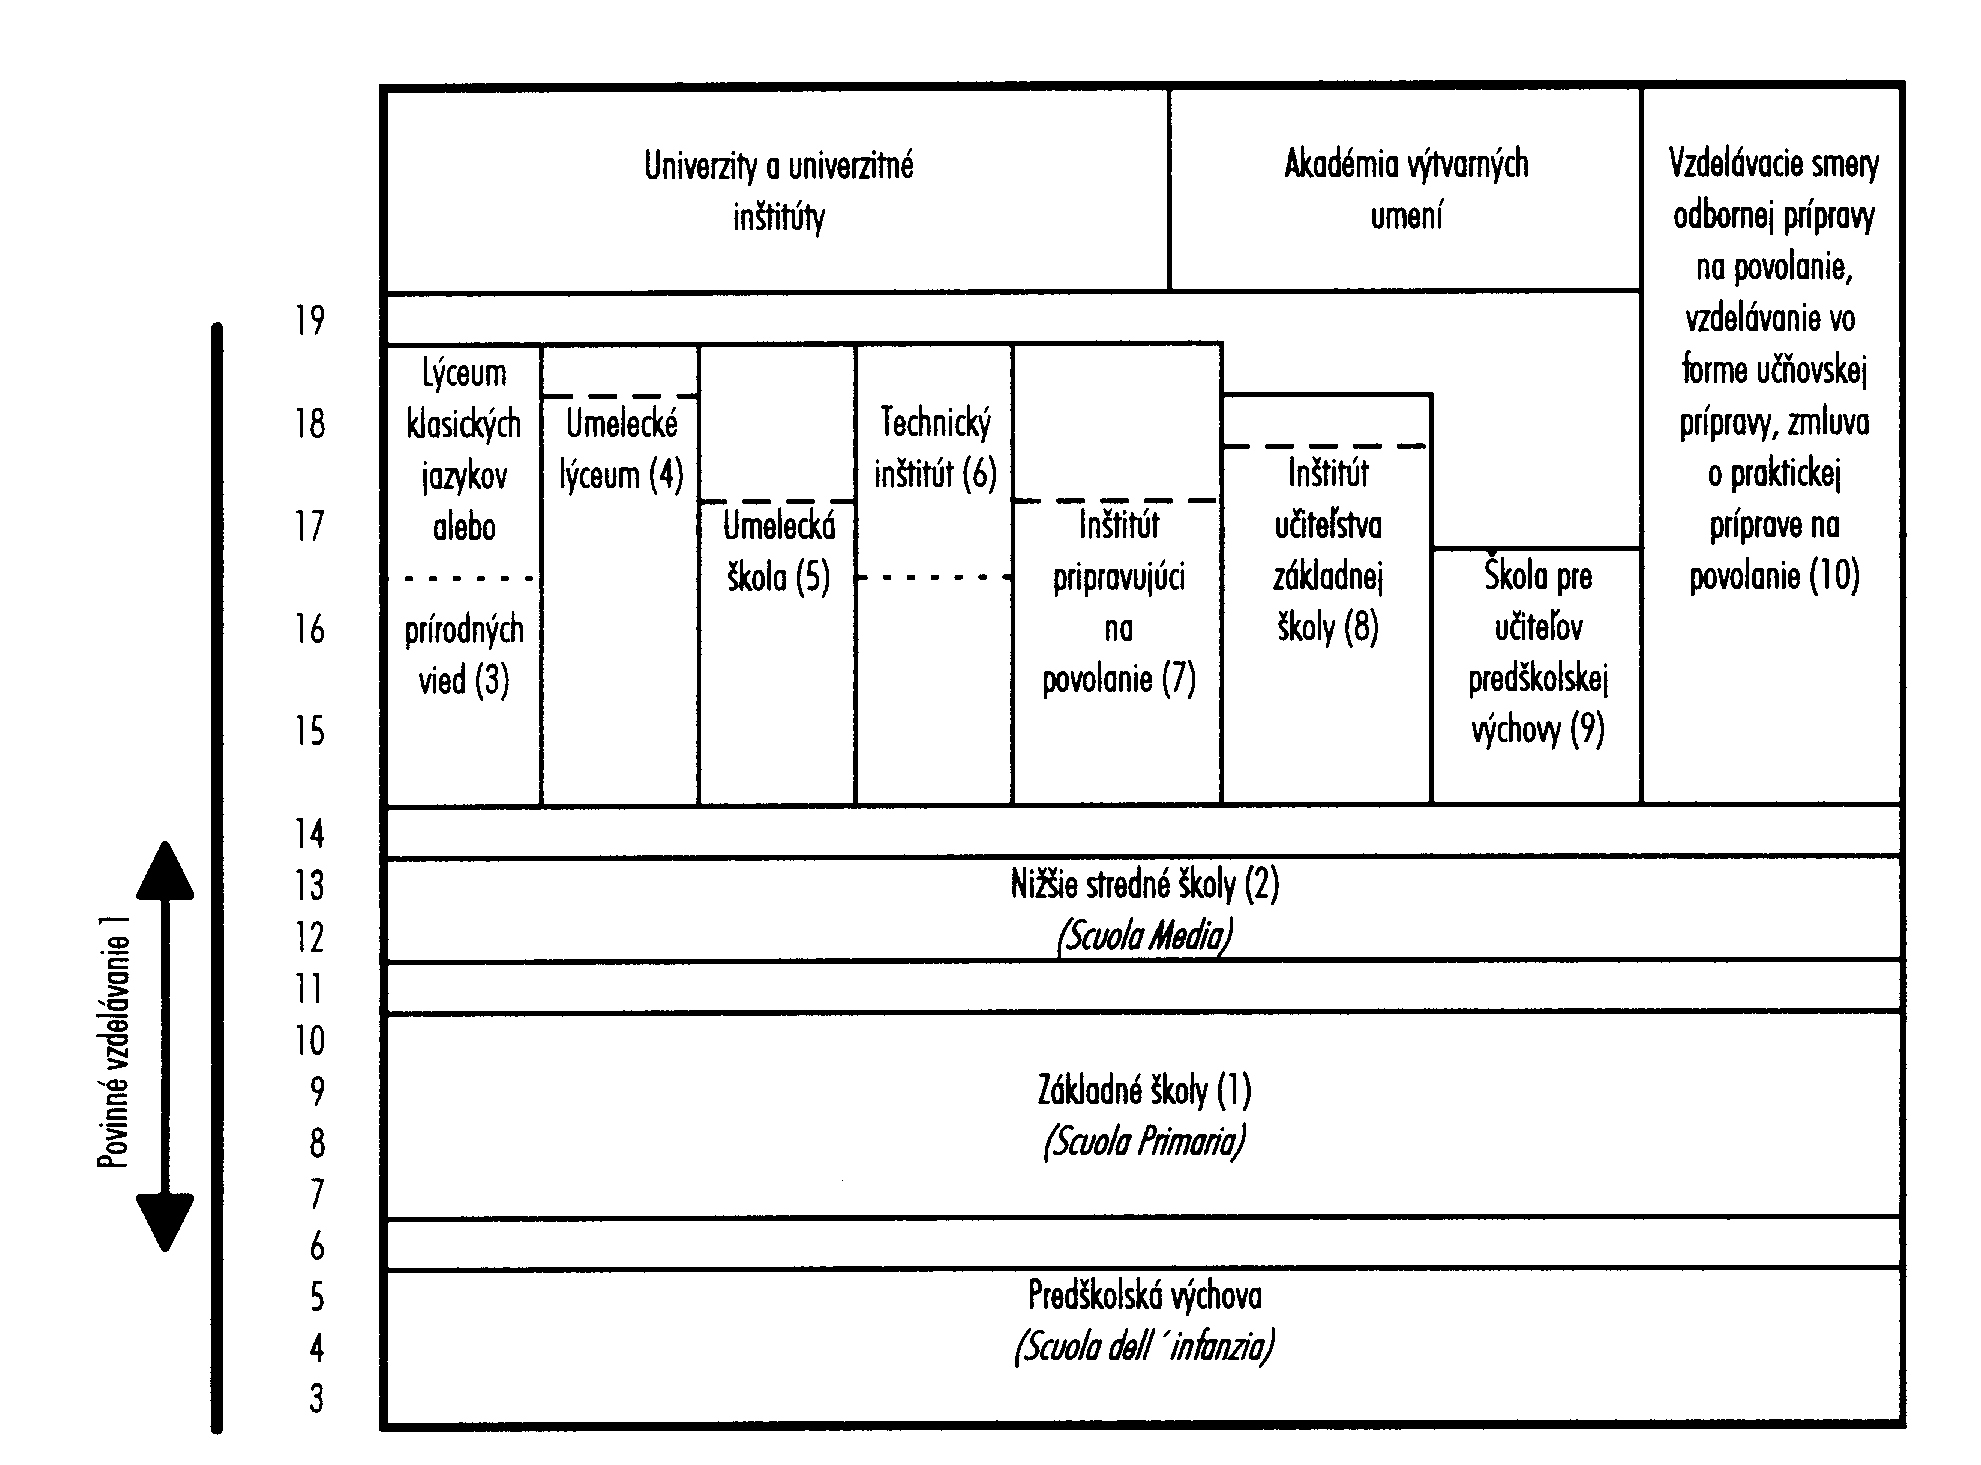 Univerzity a univerzitné
inštitúty
Akadémia výtvarných
umení
Vzdelávacie smery
odbornej prípravy
na povolanie,
vzdelávanie vo
forme učňovskej
prípravy, zmluva
o praktickej
príprave na
povolanie (10)
Lýceum
klasických
jazykov
alebo
prírodných
vied (3)
Umelecké
lýceum (4)
Umelecká
škola (5)
Technický
inštitút (6)
Inštitút
pripravujúci
na
povolanie (7)
Inštitút
učiteľstva
základnej
školy (8)
Škola pre
učiteľov
predškolskej
výchovy (9)
19
18
17
16
15
14
13
12
11
10
9
8
7
6
5
4
3
Nižšie stredné školy (2)
(Scuola Media)
Základné školy (1)
(Scuola Primaria)
Predškolská výchova
(Scuola dell´infanzia)
Povinné vzdelávanie 1